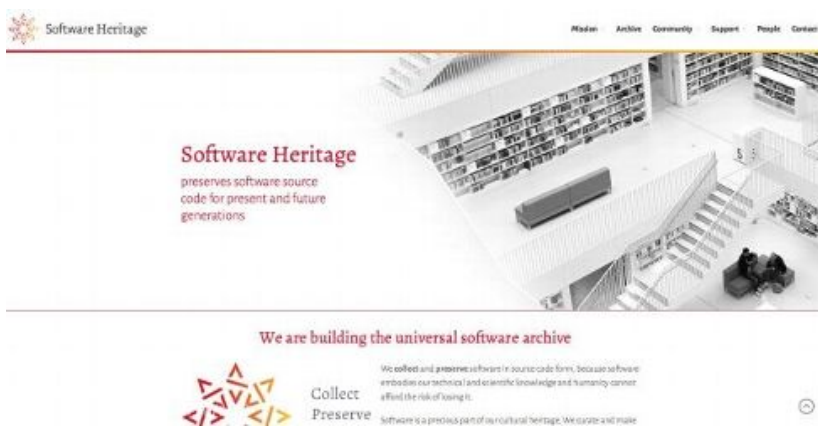 Software Heritage
Mission Archive Community Support People Contact
Software Heritage
preserves software source
code for present and future
generations
We are building the universal software archive
Collect
Preserve
We collect and preserve software in source code form, because software
embodies our technical and scientific knowledge and humanity cannot
afford the risk of losing it.
Software is a precious part of our cultural heritage. We curate and make